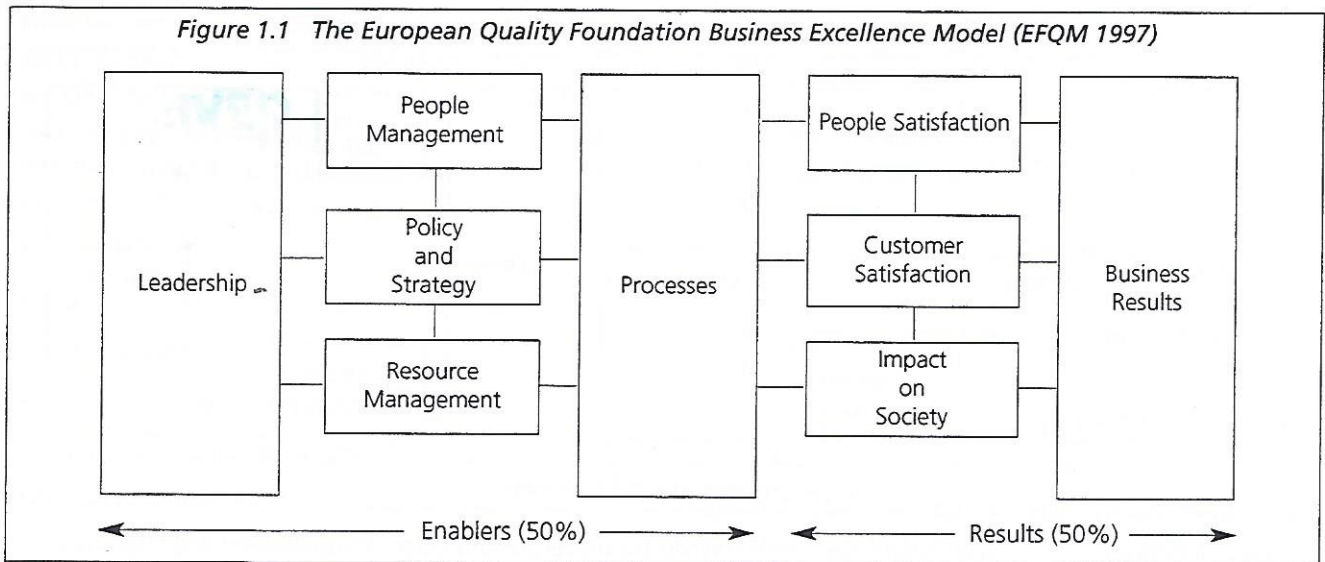 Figure 1.1 The European Quality Foundation Business Excellence Model (EFQM 1997)
Leadership
People
Management
Policy
and
Strategy
Resource
Management
Processes
People Satisfaction
Customer
Satisfaction
Impact
on
Society
Business
Results
Enablers (50%)
Results (50%)